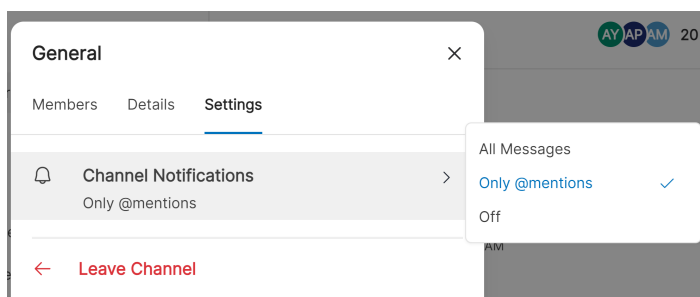 General
AY AP AM 20
Members Details Settings
Channel Notifications
Only @mentions
All Messages
Only @mentions
Off
AM
Leave Channel